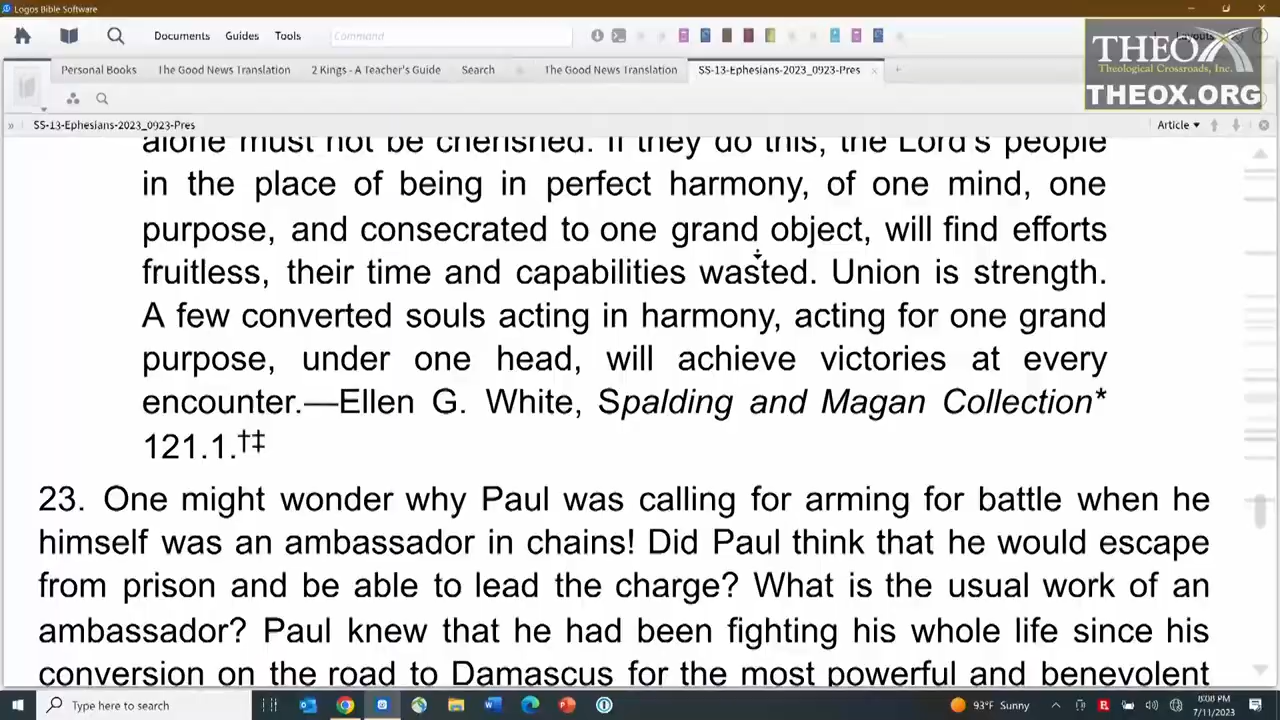 Logos Bible Software
Documents Guides Tools Command Layouts
THEOX
Theological Crossroads, Inc.
THEOX.ORG
Personal Books The Good News Translation 2 Kings - A Teacher's Guide Search The Good News Translation SS-13-Ephesians-2023_0923-Pres
SS-13-Ephesians-2023_0923-Pres Article
alone must not be cherished. If they do this, the Lord's people
in the place of being in perfect harmony, of one mind, one
purpose, and consecrated to one grand object, will find efforts
fruitless, their time and capabilities wasted. Union is strength.
A few converted souls acting in harmony, acting for one grand
purpose, under one head, will achieve victories at every
encounter.—Ellen G. White, Spalding and Magan Collection*
121.1.†‡
23. One might wonder why Paul was calling for arming for battle when he
himself was an ambassador in chains! Did Paul think that he would escape
from prison and be able to lead the charge? What is the usual work of an
ambassador? Paul knew that he had been fighting his whole life since his
conversion on the road to Damascus for the most powerful and benevolent
Type here to search 93°F Sunny 8:08 PM
7/11/2023